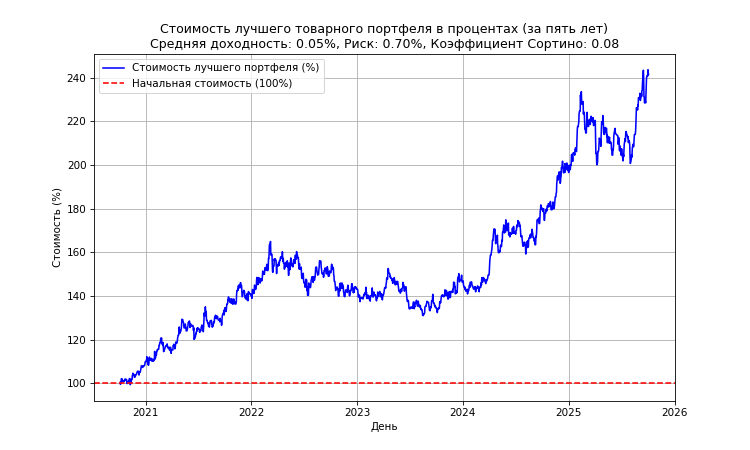 Стоимость лучшего товарного портфеля в процентах (за пять лет)
Средняя доходность: 0.05%, Риск: 0.70%, Коэффициент Сортино: 0.08
Стоимость лучшего портфеля (%)
Начальная стоимость (100%)
Стоимость (%)
240
220
200
180
160
140
120
100
2021
2022
2023
2024
2025
2026
День